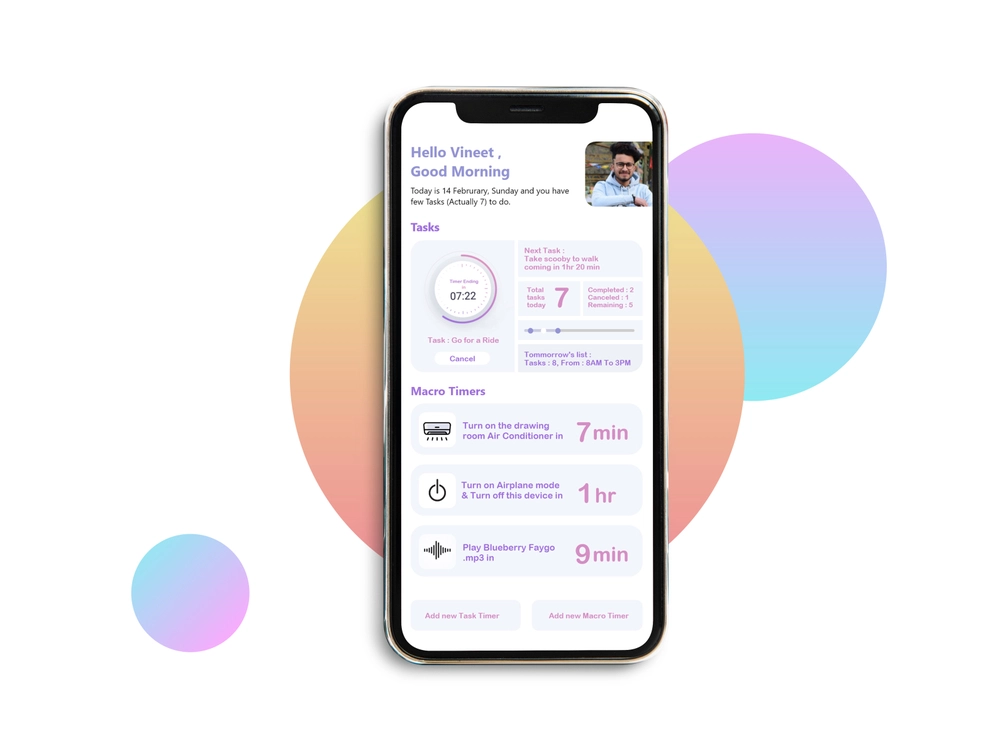 Hello Vineet ,
Good Morning
Today is 14 Februrary, Sunday and you have
few Tasks (Actually 7) to do.
Tasks
Timer Ending
in
07:22
Task : Go for a Ride
Cancel
Next Task :
Take scooby to walk
coming in 1hr 20 min
Total
tasks
today
7
Completed : 2
Canceled : 1
Remaining : 5
Tommorrow's list :
Tasks : 8, From : 8AM To 3PM
Macro Timers
Turn on the drawing
room Air Conditioner in
7 min
Turn on Airplane mode
& Turn off this device in
1 hr
Play Blueberry Faygo
.mp3 in
9 min
Add new Task Timer
Add new Macro Timer